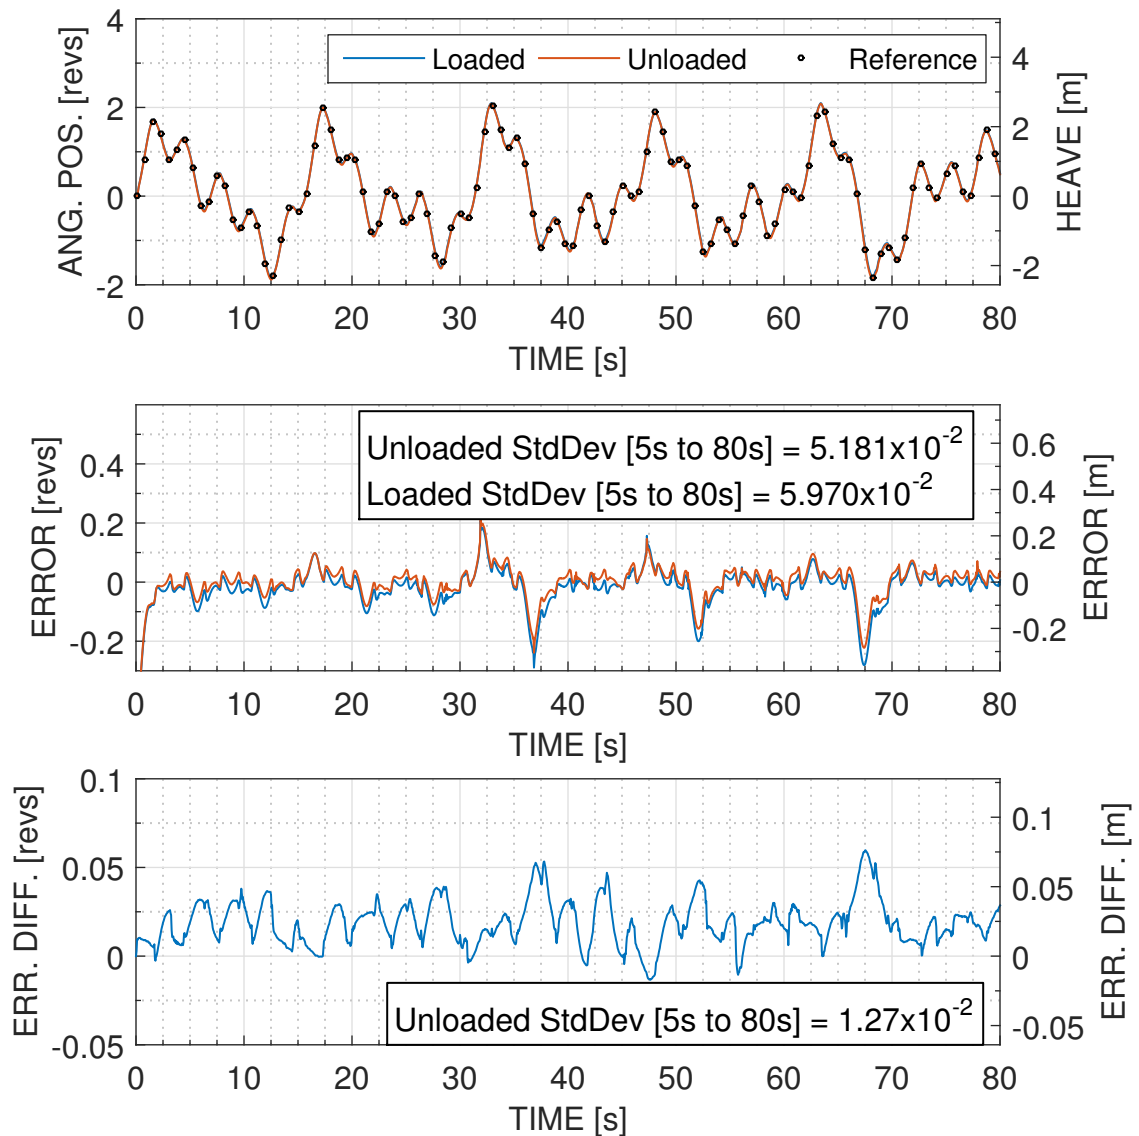 4
2
0
-2
ANG. POS. [revs]
Loaded Unloaded Reference
4
2
0
-2
HEAVE [m]
0 10 20 30 40 50 60 70 80
TIME [s]
0.4
0.2
0
-0.2
ERROR [revs]
Unloaded StdDev [5s to 80s] = 5.181x10^-2
Loaded StdDev [5s to 80s] = 5.970x10^-2
0.6
0.4
0.2
0
-0.2
ERROR [m]
0 10 20 30 40 50 60 70 80
TIME [s]
0.1
0.05
0
-0.05
ERR. DIFF. [revs]
Unloaded StdDev [5s to 80s] = 1.27x10^-2
0.1
0.05
0
-0.05
ERR. DIFF. [m]
0 10 20 30 40 50 60 70 80
TIME [s]